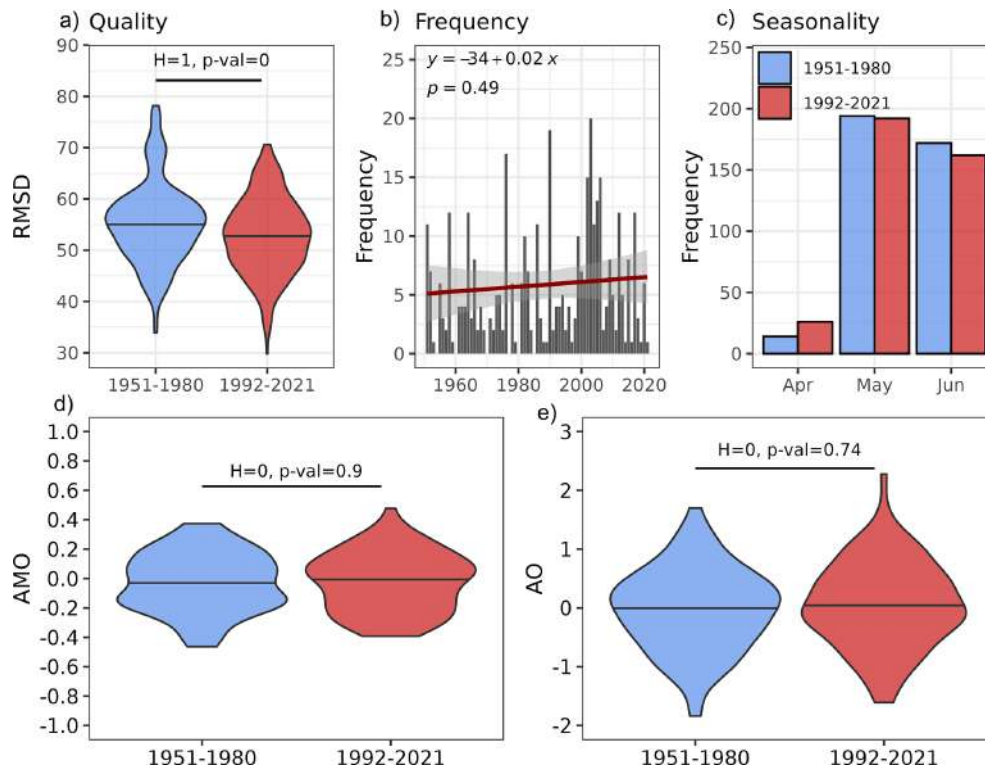 a) Quality
H=1, p-val=0
RMSD
90
80
70
60
50
40
30
1951-1980
1992-2021
b) Frequency
y = −34 + 0.02 x
p = 0.49
Frequency
25
20
15
10
5
0
1960
1980
2000
2020
c) Seasonality
1951-1980
1992-2021
Frequency
250
200
150
100
50
0
Apr
May
Jun
d)
H=0, p-val=0.9
AMO
1.0
0.8
0.6
0.4
0.2
0.0
-0.2
-0.4
-0.6
-0.8
-1.0
1951-1980
1992-2021
e)
H=0, p-val=0.74
AO
3
2
1
0
-1
-2
1951-1980
1992-2021